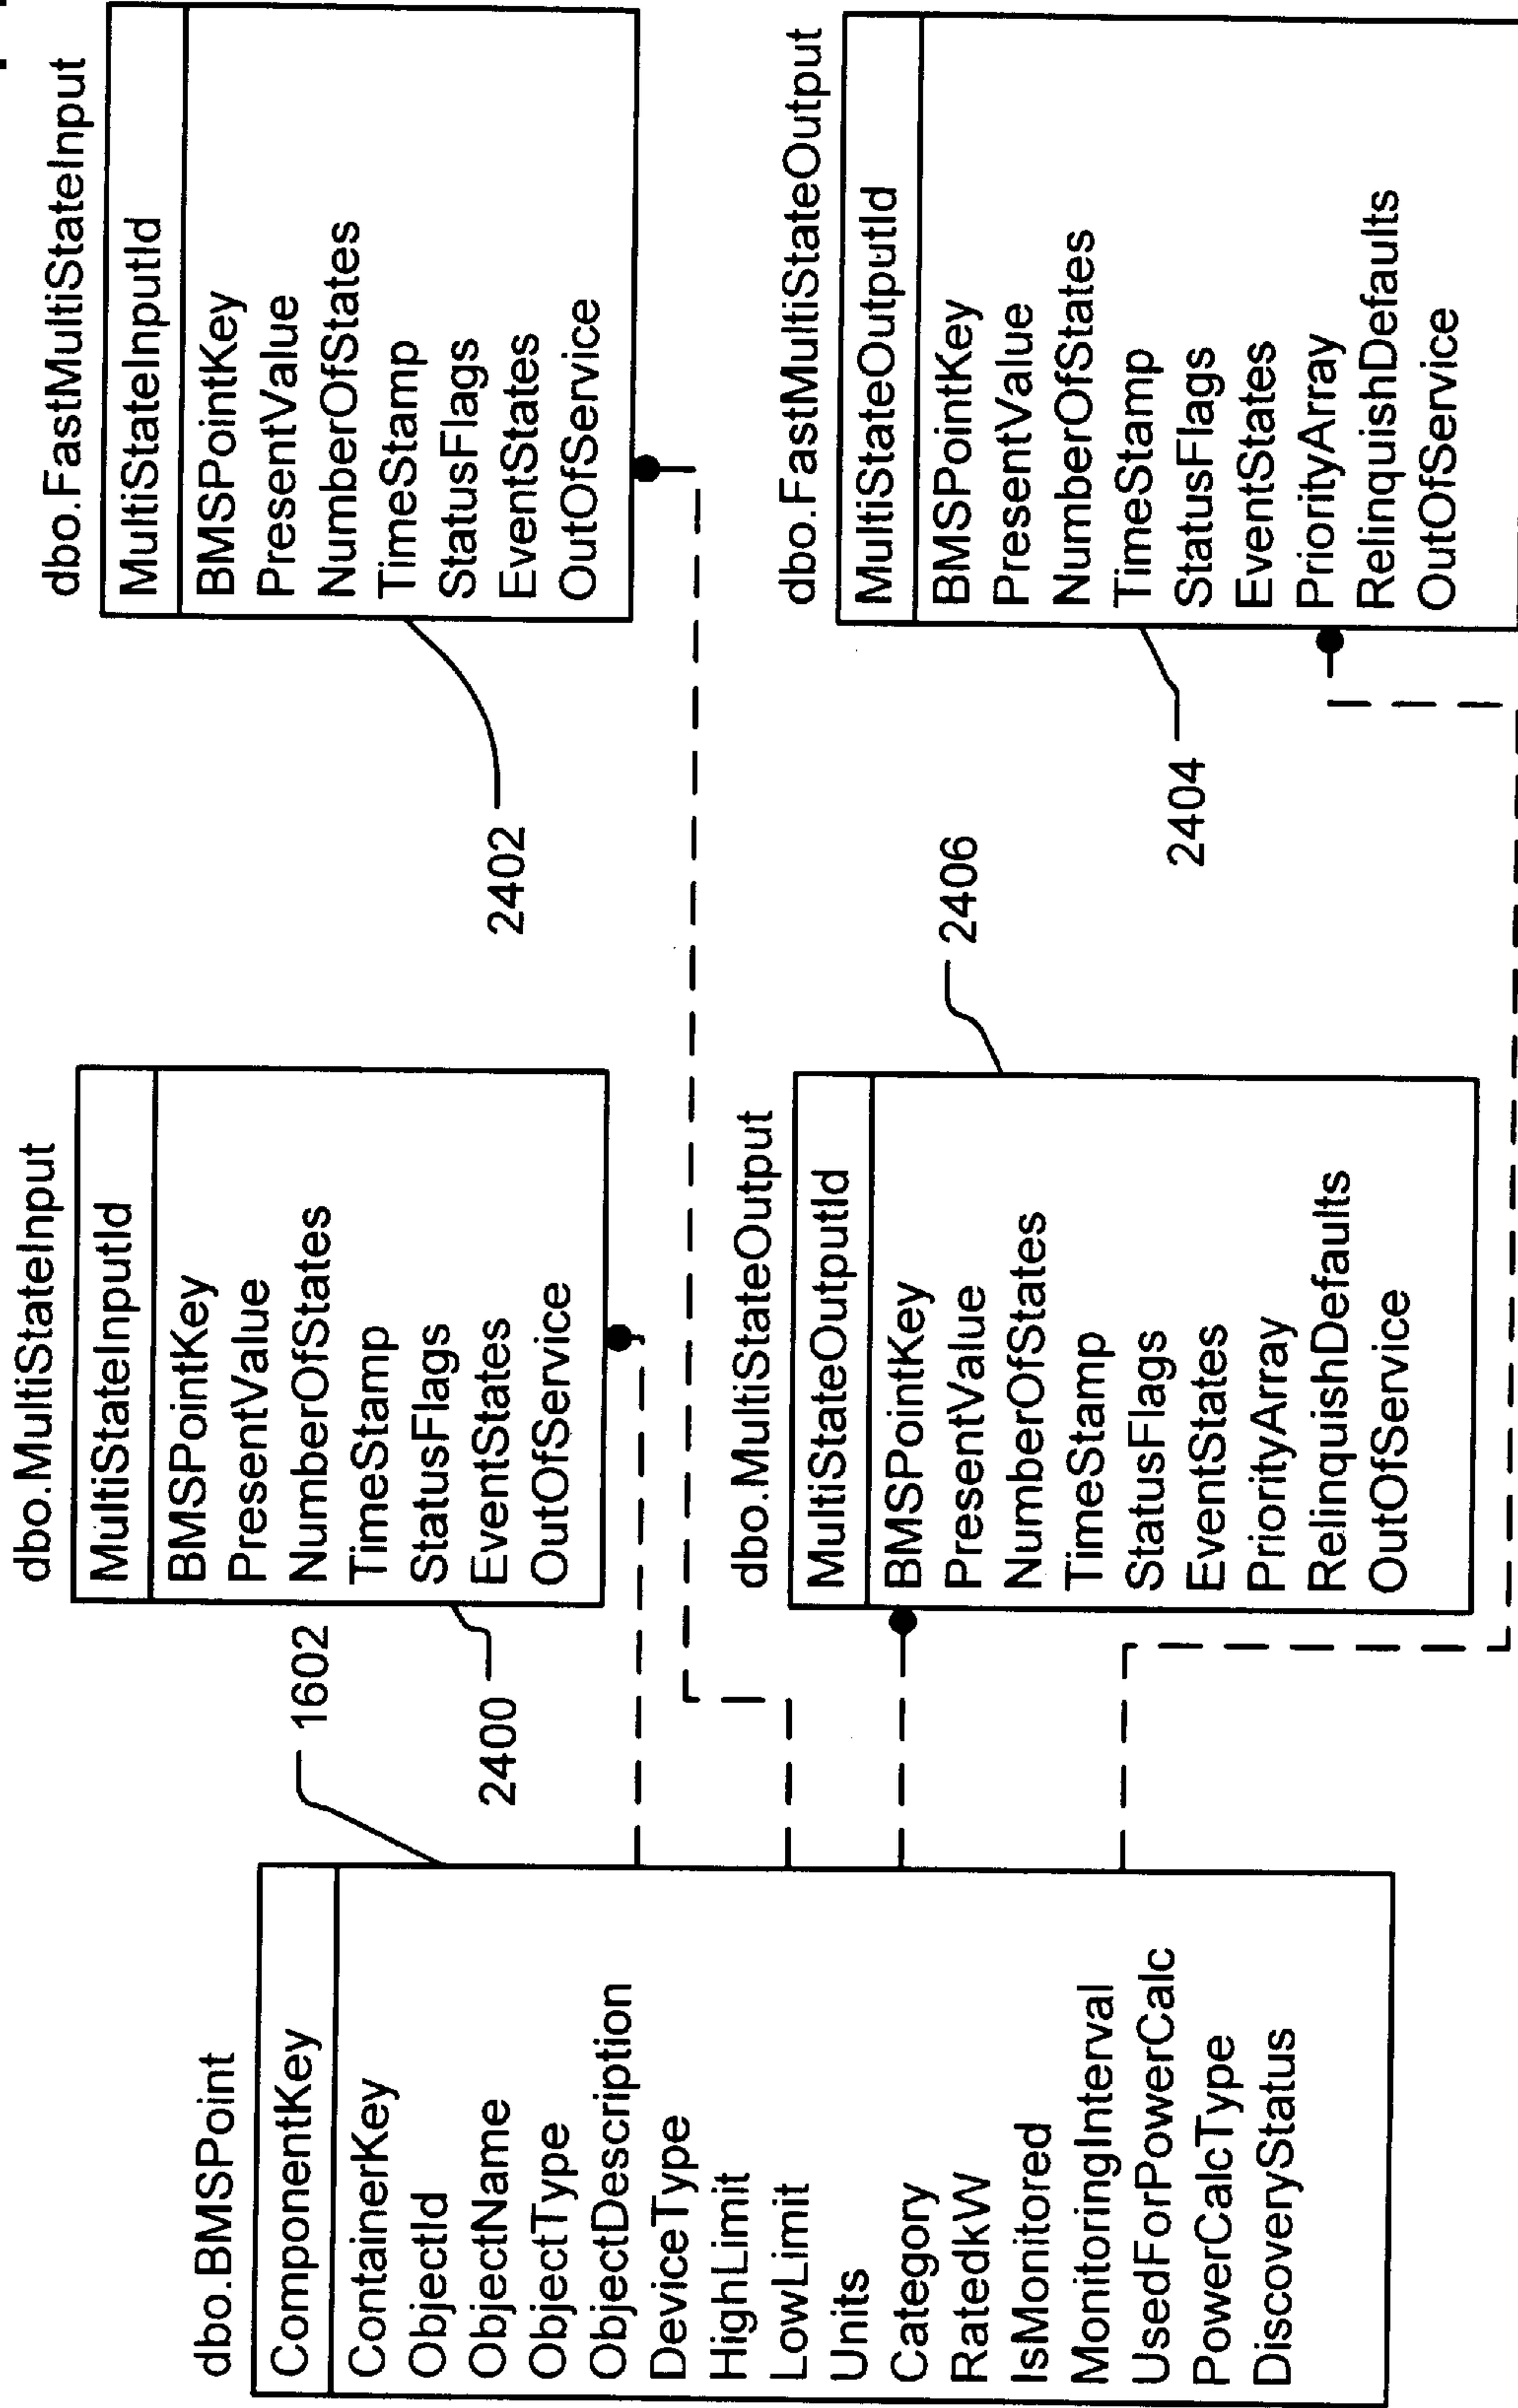 dbo.BMSPoint
ComponentKey
ContainerKey
ObjectId
ObjectName
ObjectType
ObjectDescription
DeviceType
HighLimit
LowLimit
Units
Category
RatedkW
IsMonitored
MonitoringInterval
UsedForPowerCalc
PowerCalcType
DiscoveryStatus
1602
dbo.MultiStateInput
MultiStateInputId
BMSPointKey
PresentValue
NumberOfStates
TimeStamp
StatusFlags
EventStates
OutOfService
2400
dbo.FastMultiStateInput
MultiStateInputId
BMSPointKey
PresentValue
NumberOfStates
TimeStamp
StatusFlags
EventStates
OutOfService
2402
dbo.MultiStateOutput
MultiStateOutputId
BMSPointKey
PresentValue
NumberOfStates
TimeStamp
StatusFlags
EventStates
PriorityArray
RelinquishDefaults
OutOfService
2406
dbo.FastMultiStateOutput
MultiStateOutputId
BMSPointKey
PresentValue
NumberOfStates
TimeStamp
StatusFlags
EventStates
PriorityArray
RelinquishDefaults
OutOfService
2404